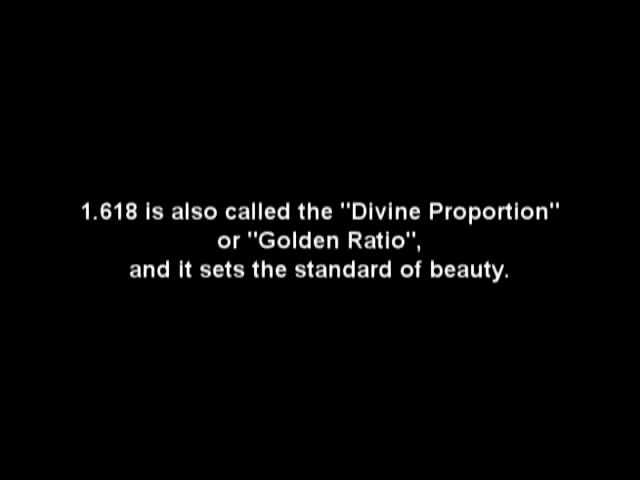 1.618 is also called the "Divine Proportion"
or "Golden Ratio",
and it sets the standard of beauty.